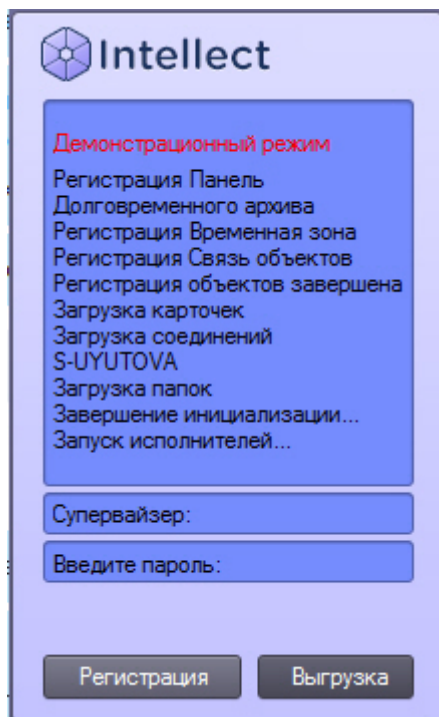 Intellect
Демонстрационный режим
Регистрация Панель
Долговременного архива
Регистрация Временная зона
Регистрация Связь объектов
Регистрация объектов завершена
Загрузка карточек
Загрузка соединений
S-UYUTOVA
Загрузка папок
Завершение инициализации...
Запуск исполнителей...
Супервайзер:
Введите пароль:
Регистрация
Выгрузка